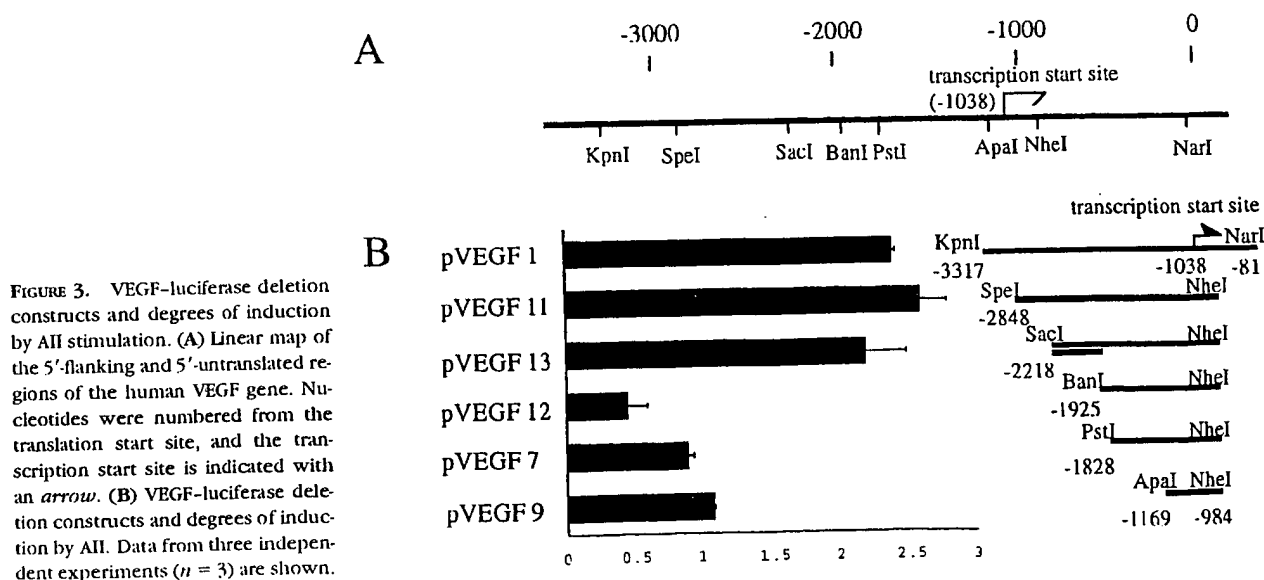 A
-3000 -2000 -1000 0
transcription start site
(-1038)
KpnI SpeI SacI BanI PstI ApaI NheI NarI
B
transcription start site
pVEGF 1
KpnI NarI
-3317 -1038 -81
pVEGF 11
SpeI NheI
-2848
pVEGF 13
SacI NheI
-2218
pVEGF 12
BanI NheI
-1925
pVEGF 7
PstI NheI
-1828
pVEGF 9
ApaI NheI
-1169 -984
0 0.5 1 1.5 2 2.5 3
FIGURE 3. VEGF-luciferase deletion
constructs and degrees of induction
by AII stimulation. (A) Linear map of
the 5′-flanking and 5′-untranslated re-
gions of the human VEGF gene. Nu-
cleotides were numbered from the
translation start site, and the tran-
scription start site is indicated with
an arrow. (B) VEGF-luciferase dele-
tion constructs and degrees of induc-
tion by AII. Data from three indepen-
dent experiments (n = 3) are shown.